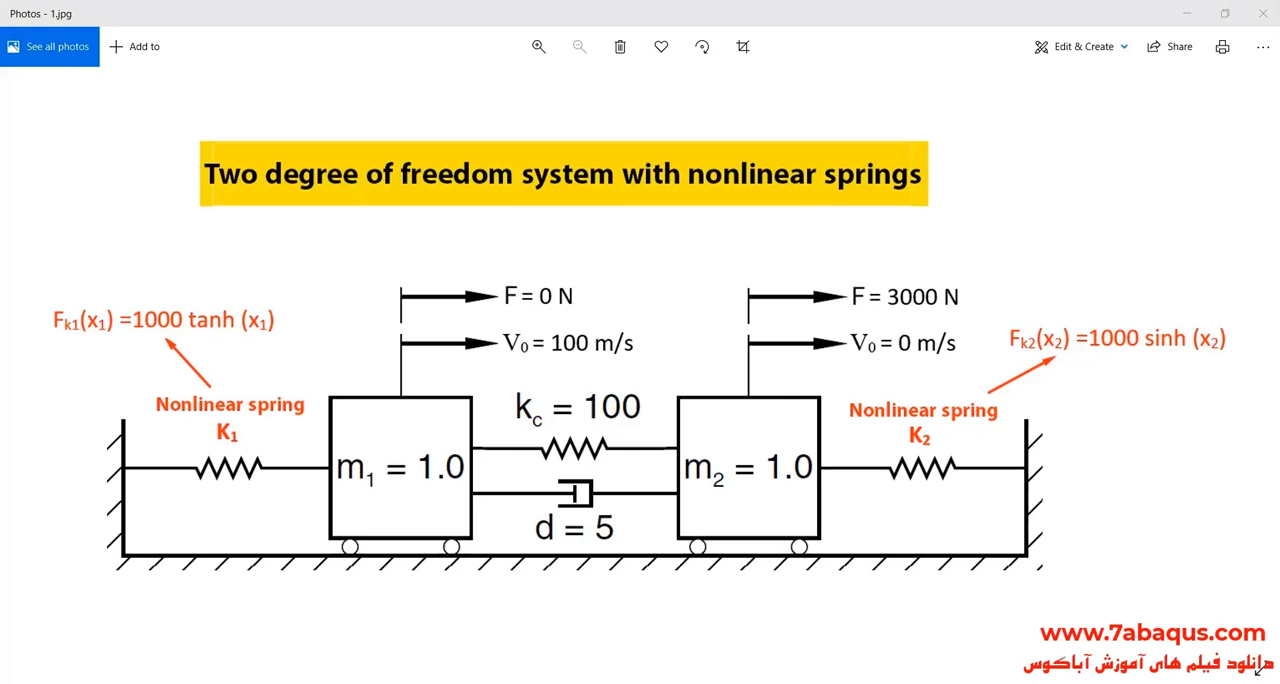 Photos - 1.jpg
See all photos
Add to
Edit & Create
Share
Two degree of freedom system with nonlinear springs
F = 0 N
F = 3000 N
Fk1(x1) =1000 tanh (x1)
V0 = 100 m/s
V0 = 0 m/s
Fk2(x2) =1000 sinh (x2)
Nonlinear spring
K1
kc = 100
Nonlinear spring
K2
m1 = 1.0
m2 = 1.0
d = 5
www.7abaqus.com
دانلود فیلم های آموزش آباکوس